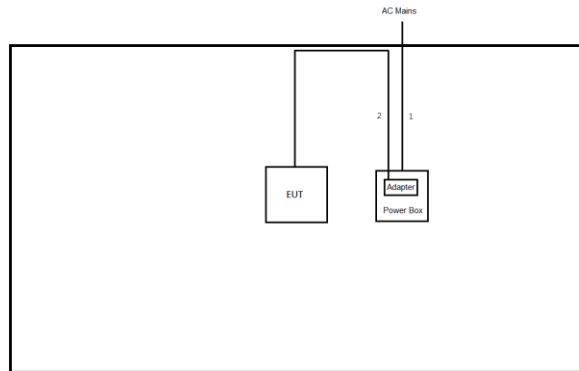 AC Mains
2
1
EUT
Adapter
Power Box